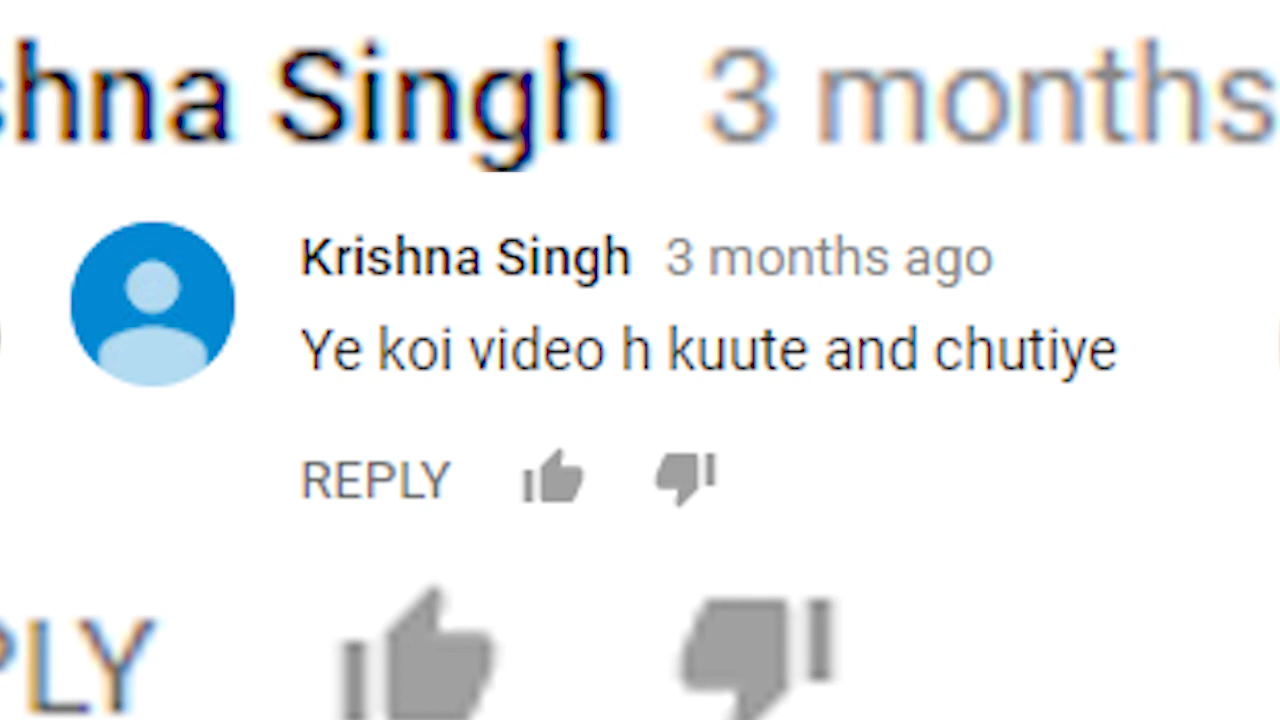 shna Singh 3 months
Krishna Singh 3 months ago
Ye koi video h kuute and chutiye
REPLY
PLY